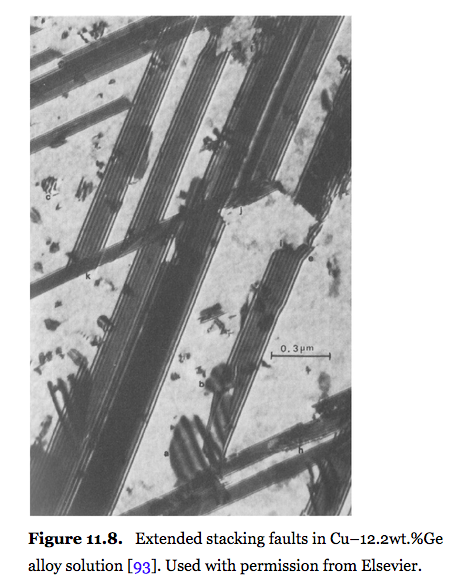 c
j
k
e
0.3μm
b
a
h
Figure 11.8. Extended stacking faults in Cu–12.2wt.%Ge
alloy solution [93]. Used with permission from Elsevier.